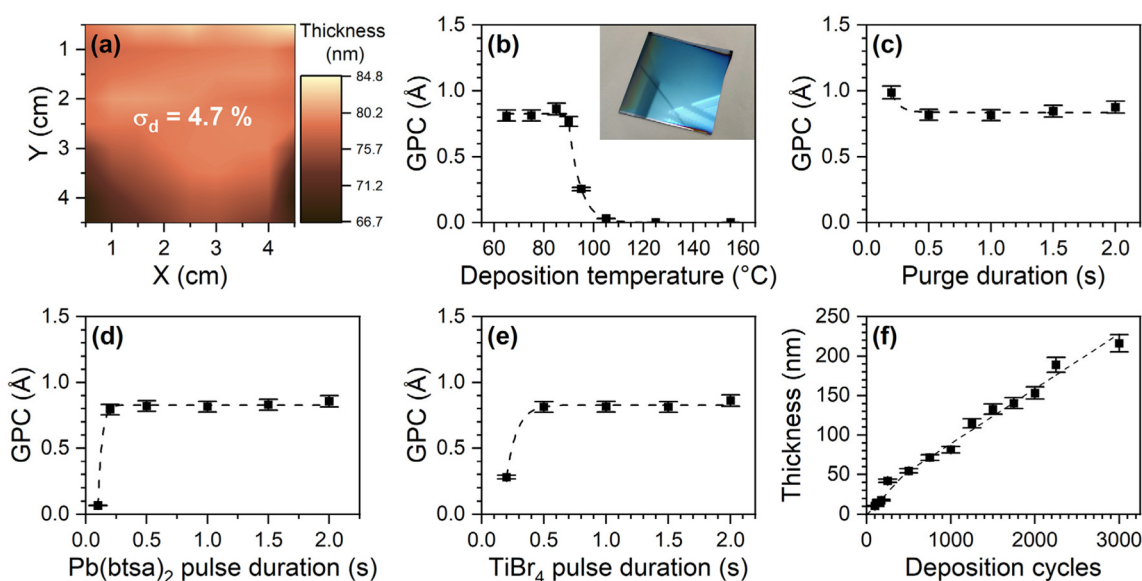 (a)
σd = 4.7 %
1
2
3
4
Y (cm)
1 2 3 4
X (cm)
Thickness
(nm)
84.8
80.2
75.7
71.2
66.7
(b)
1.5
1.0
0.5
0.0
GPC (Å)
60 80 100 120 140 160
Deposition temperature (°C)
(c)
1.5
1.0
0.5
0.0
GPC (Å)
0.0 0.5 1.0 1.5 2.0
Purge duration (s)
(d)
1.5
1.0
0.5
0.0
GPC (Å)
0.0 0.5 1.0 1.5 2.0
Pb(btsa)2 pulse duration (s)
(e)
1.5
1.0
0.5
0.0
GPC (Å)
0.0 0.5 1.0 1.5 2.0
TiBr4 pulse duration (s)
(f)
250
200
150
100
50
0
Thickness (nm)
0 1000 2000 3000
Deposition cycles